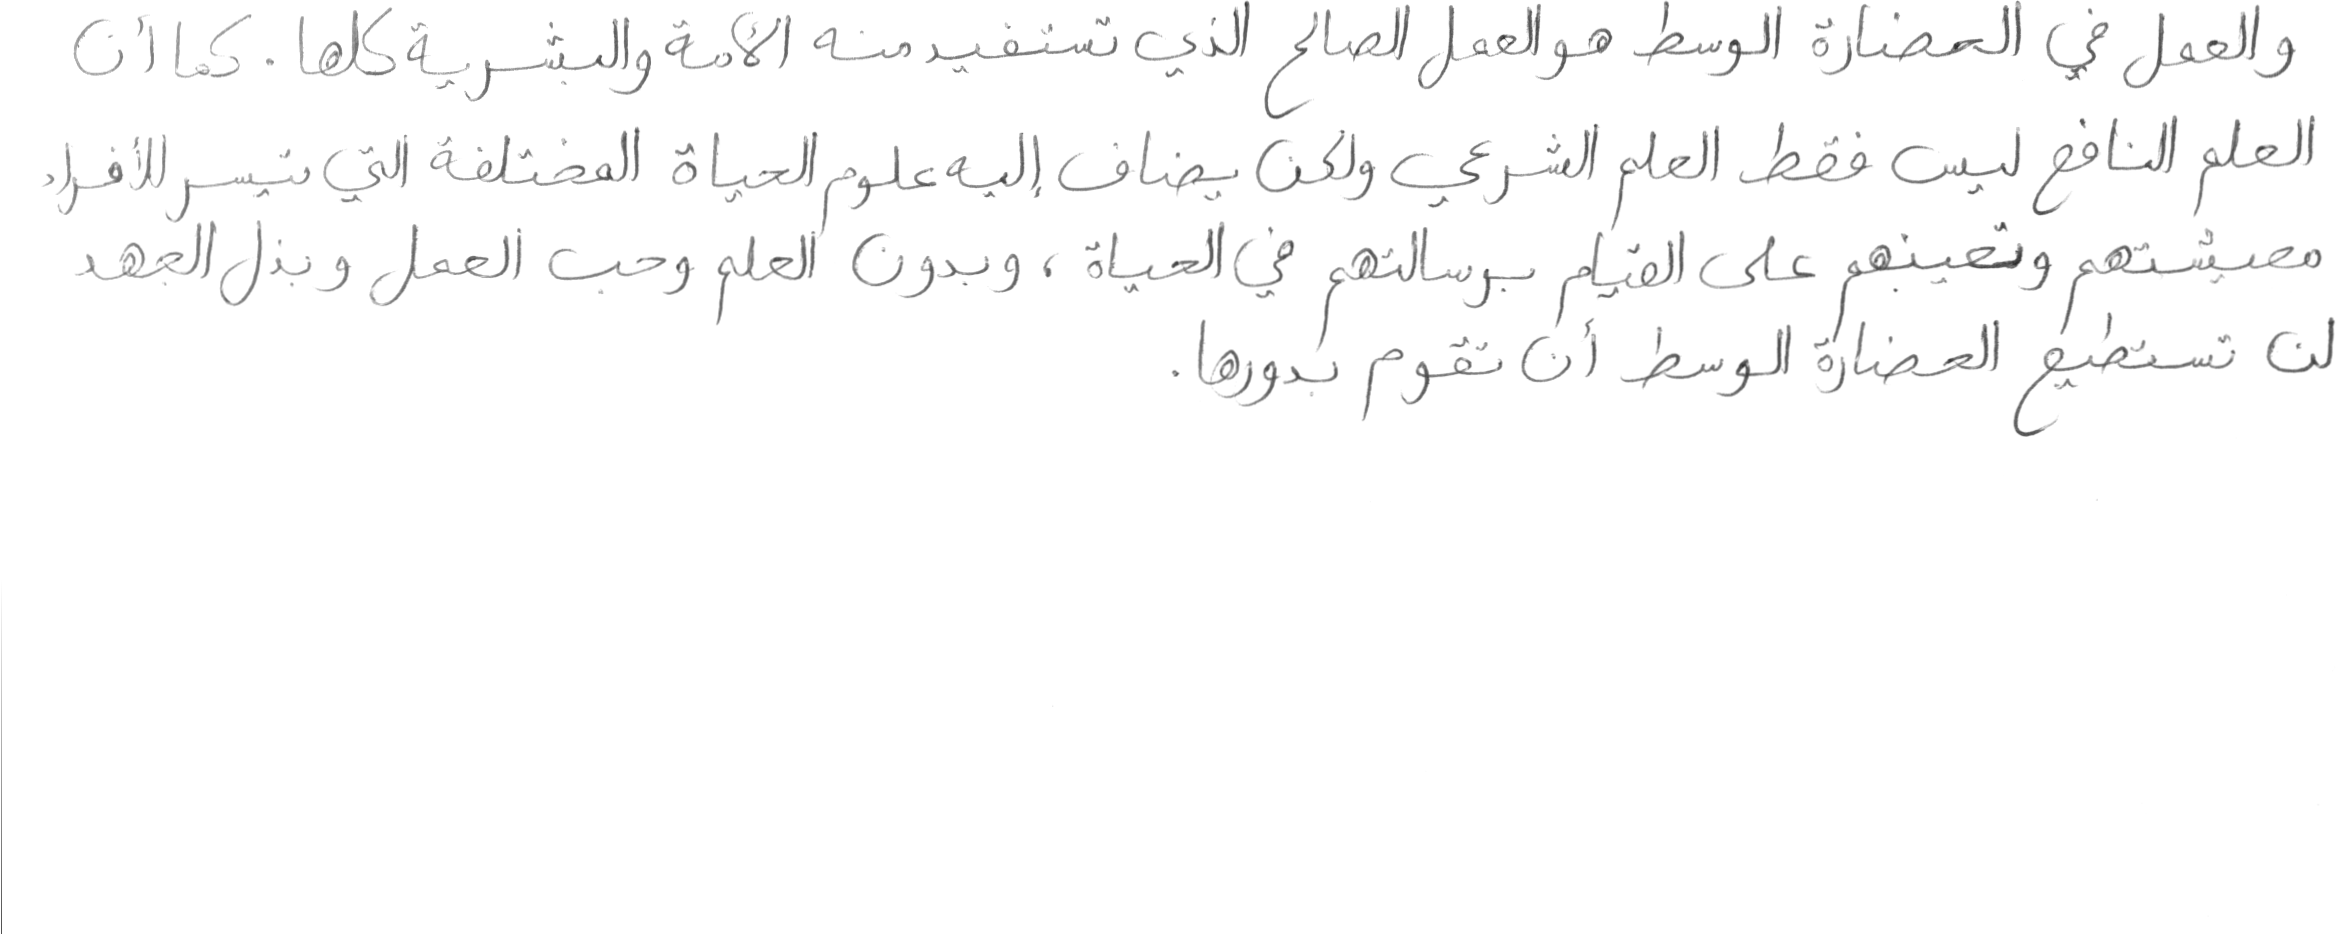 والعمل في الحضارة الوسط هو العمل الصالح الذي تستفيد منه الأمة والبشرية كلها. كما أن
العلم النافع ليس فقط العلم الشرعي ولكن يضاف إليه علوم الحياة المختلفة التي تيسر للأفراد
معيشتهم وتعينهم على القيام برسالتهم في الحياة، وبدون العلم وحب العمل وبذل الجهد
لن تستطيع الحضارة الوسط أن تقوم بدورها.